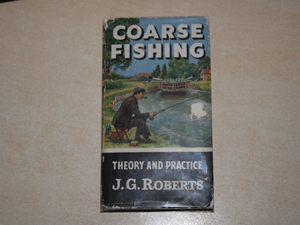 COARSE
FISHING
THEORY AND PRACTICE
J. G. ROBERTS